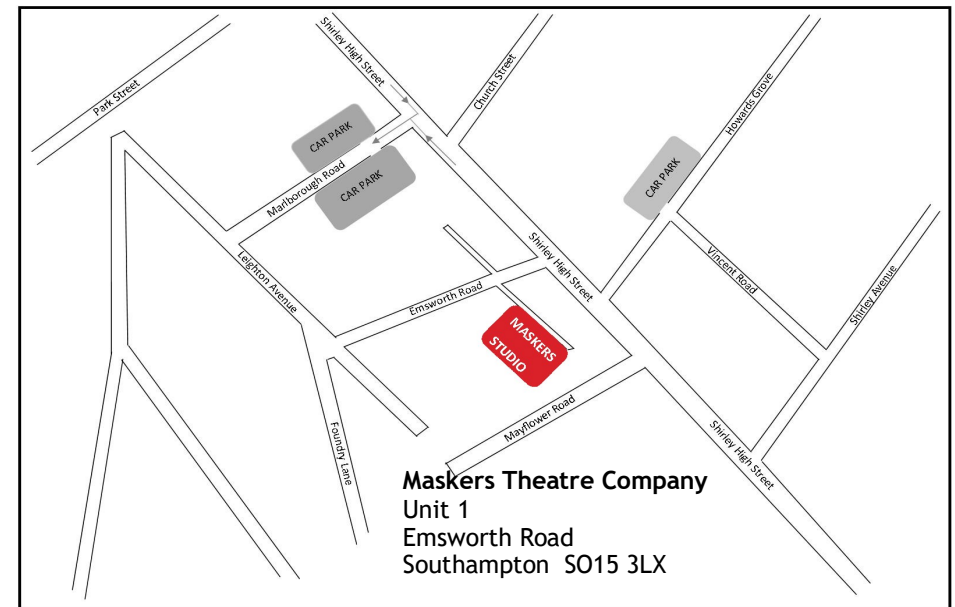 Shirley High Street
Park Street
Church Street
Howards Grove
CAR PARK
CAR PARK
CAR PARK
Marlborough Road
Leighton Avenue
Shirley High Street
Vincent Road
Shirley Avenue
Emsworth Road
MASKERS
STUDIO
Mayflower Road
Foundry Lane
Shirley High Street
Maskers Theatre Company
Unit 1
Emsworth Road
Southampton SO15 3LX